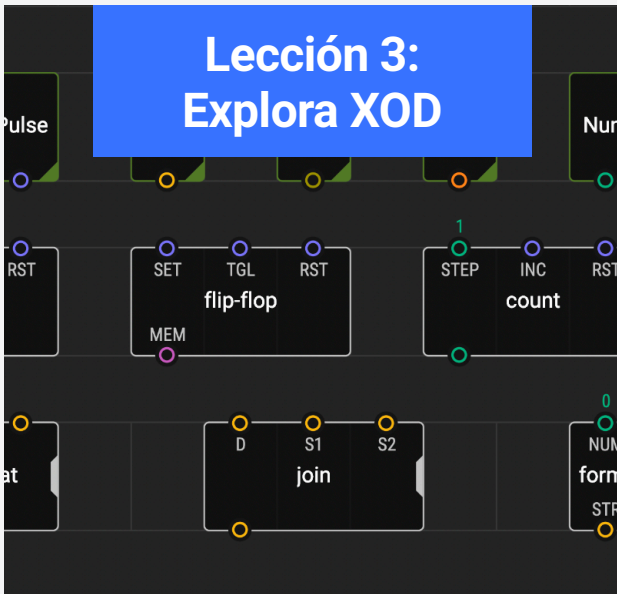 Lección 3:
Explora XOD
Pulse
Num
1
RST
SET TGL RST
STEP INC RST
flip-flop
count
MEM
0
D S1 S2
NUM
at
join
form
STR